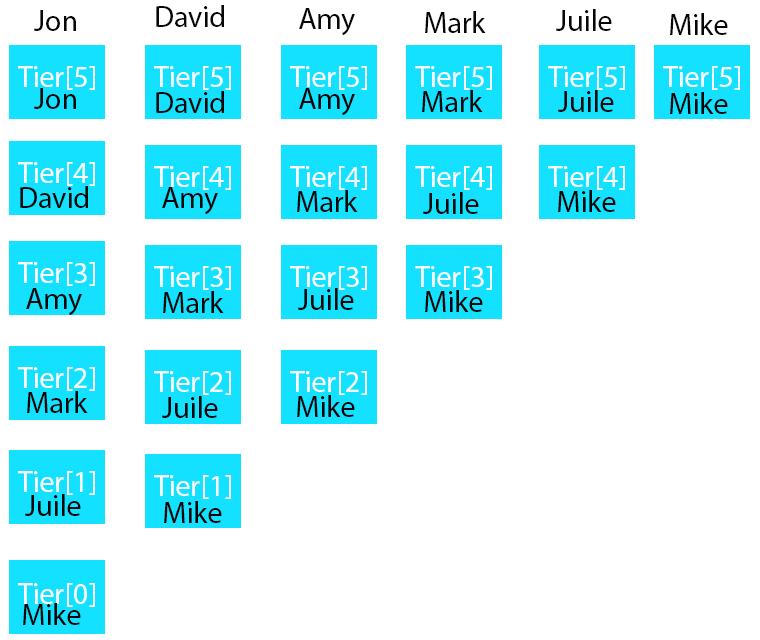 Jon David Amy Mark Juile Mike
Tier[5] Tier[5] Tier[5] Tier[5] Tier[5] Tier[5]
Jon David Amy Mark Juile Mike
Tier[4] Tier[4] Tier[4] Tier[4] Tier[4]
David Amy Mark Juile Mike
Tier[3] Tier[3] Tier[3] Tier[3]
Amy Mark Juile Mike
Tier[2] Tier[2] Tier[2]
Mark Juile Mike
Tier[1] Tier[1]
Juile Mike
Tier[0]
Mike